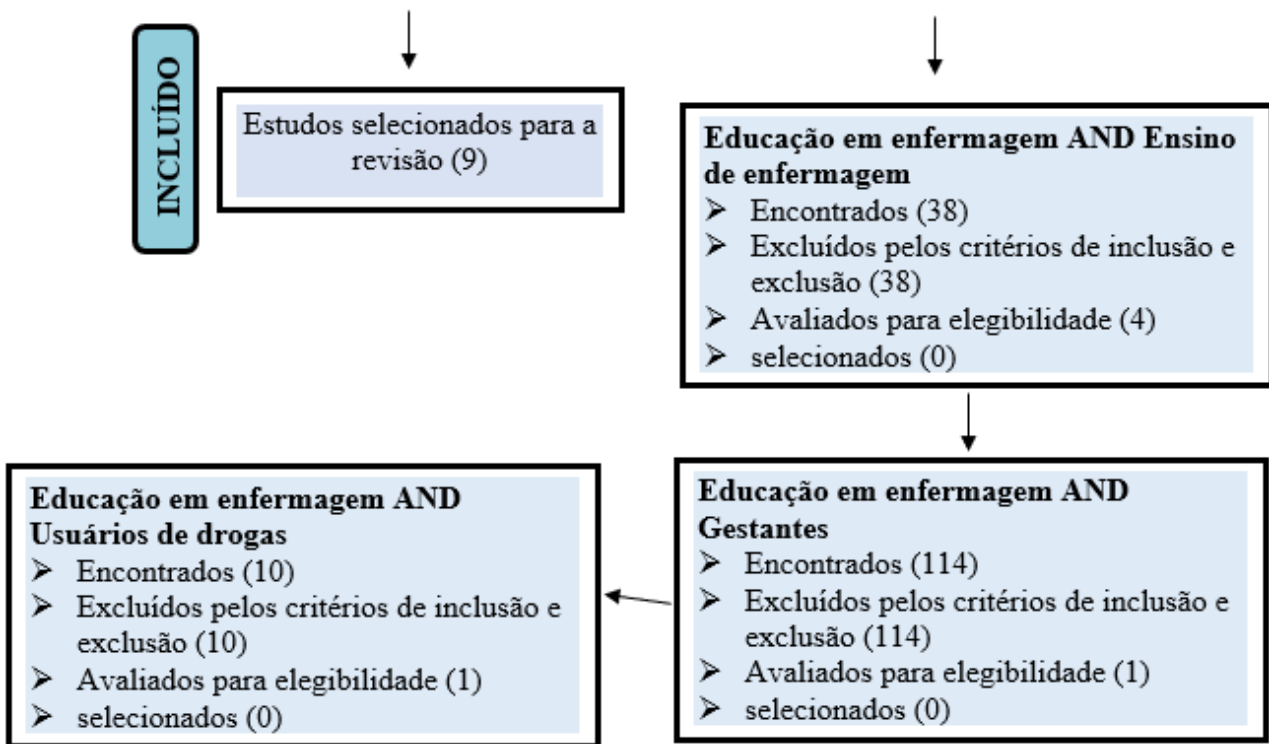 INCLUÍDO
Estudos selecionados para a
revisão (9)
Educação em enfermagem AND Ensino
de enfermagem
➢ Encontrados (38)
➢ Excluídos pelos critérios de inclusão e
exclusão (38)
➢ Avaliados para elegibilidade (4)
➢ selecionados (0)
Educação em enfermagem AND
Gestantes
➢ Encontrados (114)
➢ Excluídos pelos critérios de inclusão e
exclusão (114)
➢ Avaliados para elegibilidade (1)
➢ selecionados (0)
Educação em enfermagem AND
Usuários de drogas
➢ Encontrados (10)
➢ Excluídos pelos critérios de inclusão e
exclusão (10)
➢ Avaliados para elegibilidade (1)
➢ selecionados (0)